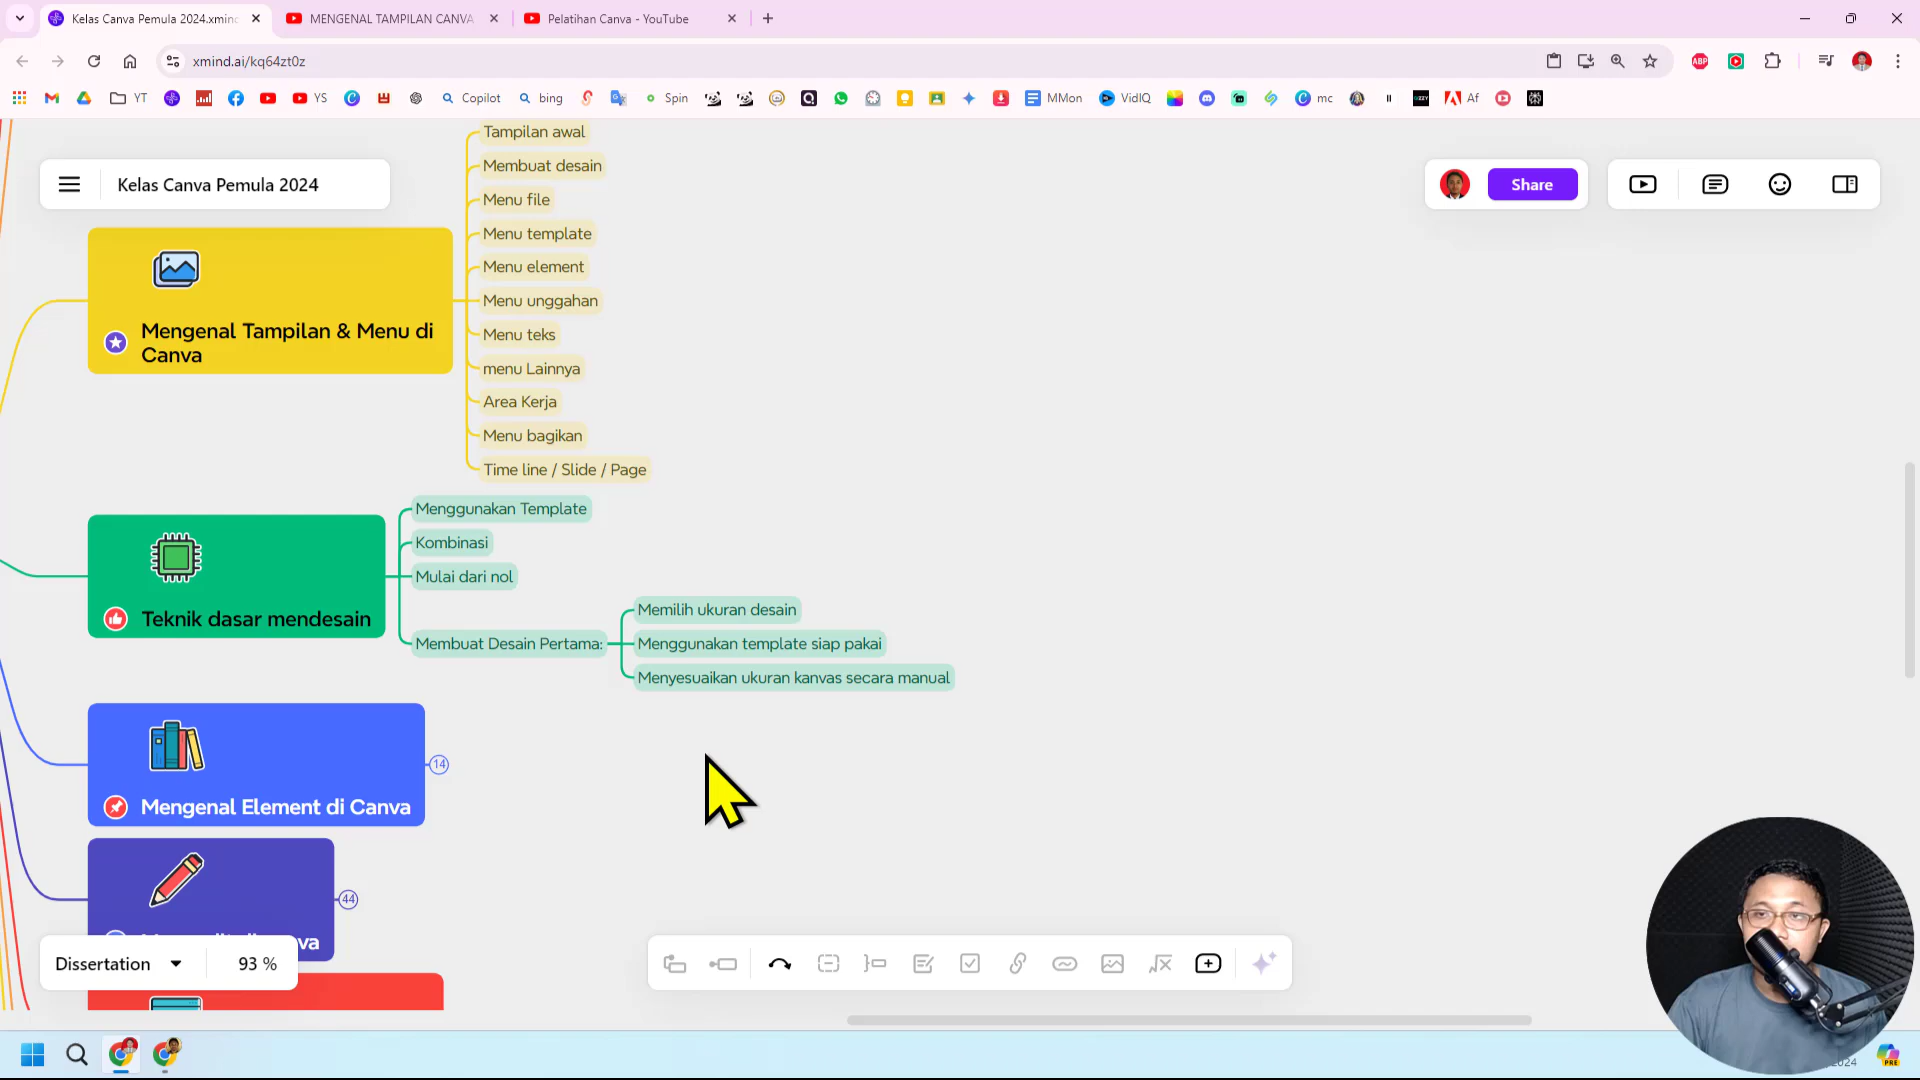 Kelas Canva Pemula 2024.xmind
MENGENAL TAMPILAN CANVA
Pelatihan Canva - YouTube
xmind.ai/kq64zt0z
YT
YS
Copilot
bing
Spin
MMon
VidIQ
mc
Af
Kelas Canva Pemula 2024
Share
Tampilan awal
Membuat desain
Menu file
Menu template
Menu element
Menu unggahan
Menu teks
menu Lainnya
Area Kerja
Menu bagikan
Time line / Slide / Page
Mengenal Tampilan & Menu di
Canva
Menggunakan Template
Kombinasi
Mulai dari nol
Membuat Desain Pertama:
Teknik dasar mendesain
Memilih ukuran desain
Menggunakan template siap pakai
Menyesuaikan ukuran kanvas secara manual
Mengenal Element di Canva
14
44
Dissertation
93 %